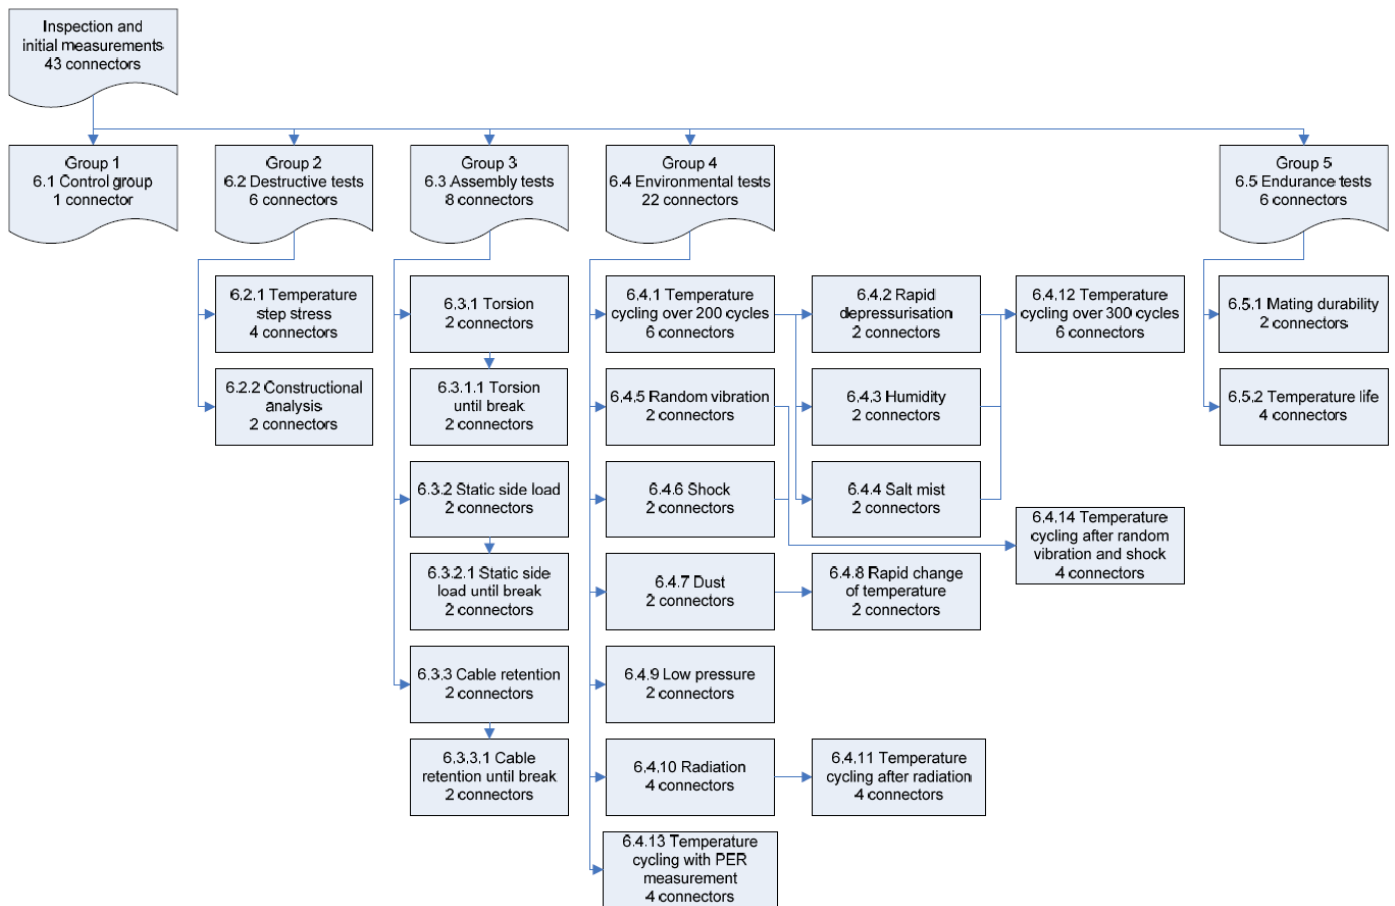 Inspection and
initial measurements
43 connectors
Group 1
6.1 Control group
1 connector
Group 2
6.2 Destructive tests
6 connectors
Group 3
6.3 Assembly tests
8 connectors
Group 4
6.4 Environmental tests
22 connectors
Group 5
6.5 Endurance tests
6 connectors
6.2.1 Temperature
step stress
4 connectors
6.2.2 Constructional
analysis
2 connectors
6.3.1 Torsion
2 connectors
6.3.1.1 Torsion
until break
2 connectors
6.3.2 Static side load
2 connectors
6.3.2.1 Static side
load until break
2 connectors
6.3.3 Cable retention
2 connectors
6.3.3.1 Cable
retention until break
2 connectors
6.4.1 Temperature
cycling over 200 cycles
6 connectors
6.4.5 Random vibration
2 connectors
6.4.6 Shock
2 connectors
6.4.7 Dust
2 connectors
6.4.9 Low pressure
2 connectors
6.4.10 Radiation
4 connectors
6.4.13 Temperature
cycling with PER
measurement
4 connectors
6.4.2 Rapid
depressurisation
2 connectors
6.4.3 Humidity
2 connectors
6.4.4 Salt mist
2 connectors
6.4.8 Rapid change
of temperature
2 connectors
6.4.11 Temperature
cycling after radiation
4 connectors
6.4.12 Temperature
cycling over 300 cycles
6 connectors
6.4.14 Temperature
cycling after random
vibration and shock
4 connectors
6.5.1 Mating durability
2 connectors
6.5.2 Temperature life
4 connectors